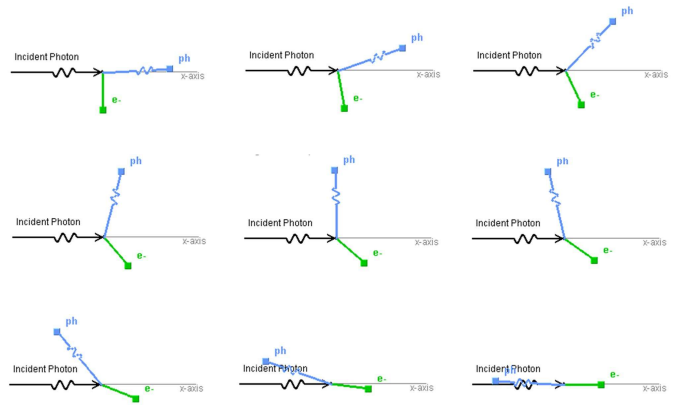 ph
Incident Photon
x-axis
e-
ph
Incident Photon
x-axis
e-
ph
Incident Photon
x-axis
e-
ph
Incident Photon
x-axis
e-
ph
Incident Photon
x-axis
e-
ph
Incident Photon
x-axis
e-
ph
Incident Photon
x-axis
e-
ph
Incident Photon
x-axis
e-
ph
Incident Photon
x-axis
e-